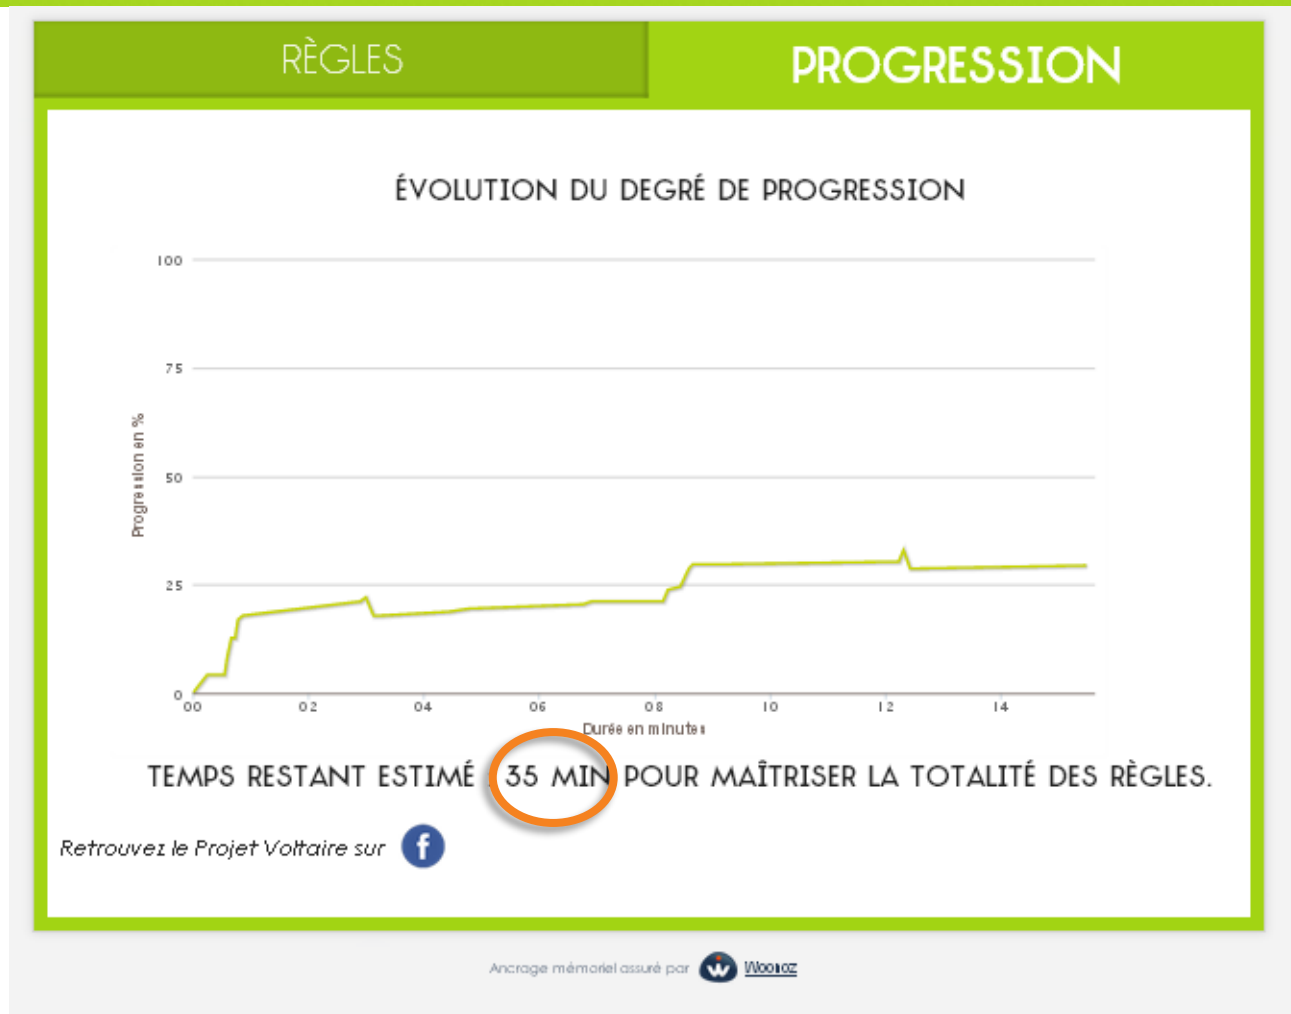 RÈGLES
PROGRESSION
ÉVOLUTION DU DEGRÉ DE PROGRESSION
100
75
50
25
0
Progression en %
00 02 04 06 08 10 12 14
Durée en minutes
TEMPS RESTANT ESTIMÉ 35 MIN POUR MAÎTRISER LA TOTALITÉ DES RÈGLES.
Retrouvez le Projet Voltaire sur f
Ancrage mémoriel assuré par w Woonoz